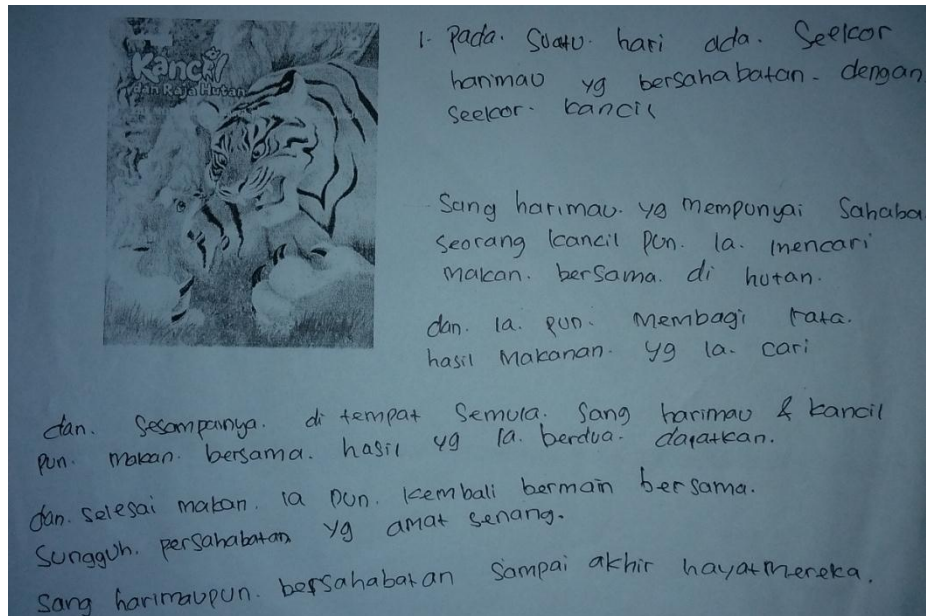 Kancil
dan Raja Hutan
1. Pada. Suatu. hari ada. Seekor
harimau yg bersahabatan. dengan
seekor. kancil
Sang harimau. yg mempunyai Sahaba
seorang kancil pun. Ia. mencari
makan. bersama. di hutan.
dan. Ia. pun. Membagi rata.
hasil Makanan. yg Ia. cari
dan. Sesampainya. di tempat Semula. Sang harimau & kancil
pun. makan. bersama. hasil yg Ia. berdua. dapatkan.
dan. selesai makan. ia pun. kembali bermain bersama.
Sungguh. persahabatan yg amat senang.
Sang harimaupun. bersahabatan sampai akhir hayat mereka.